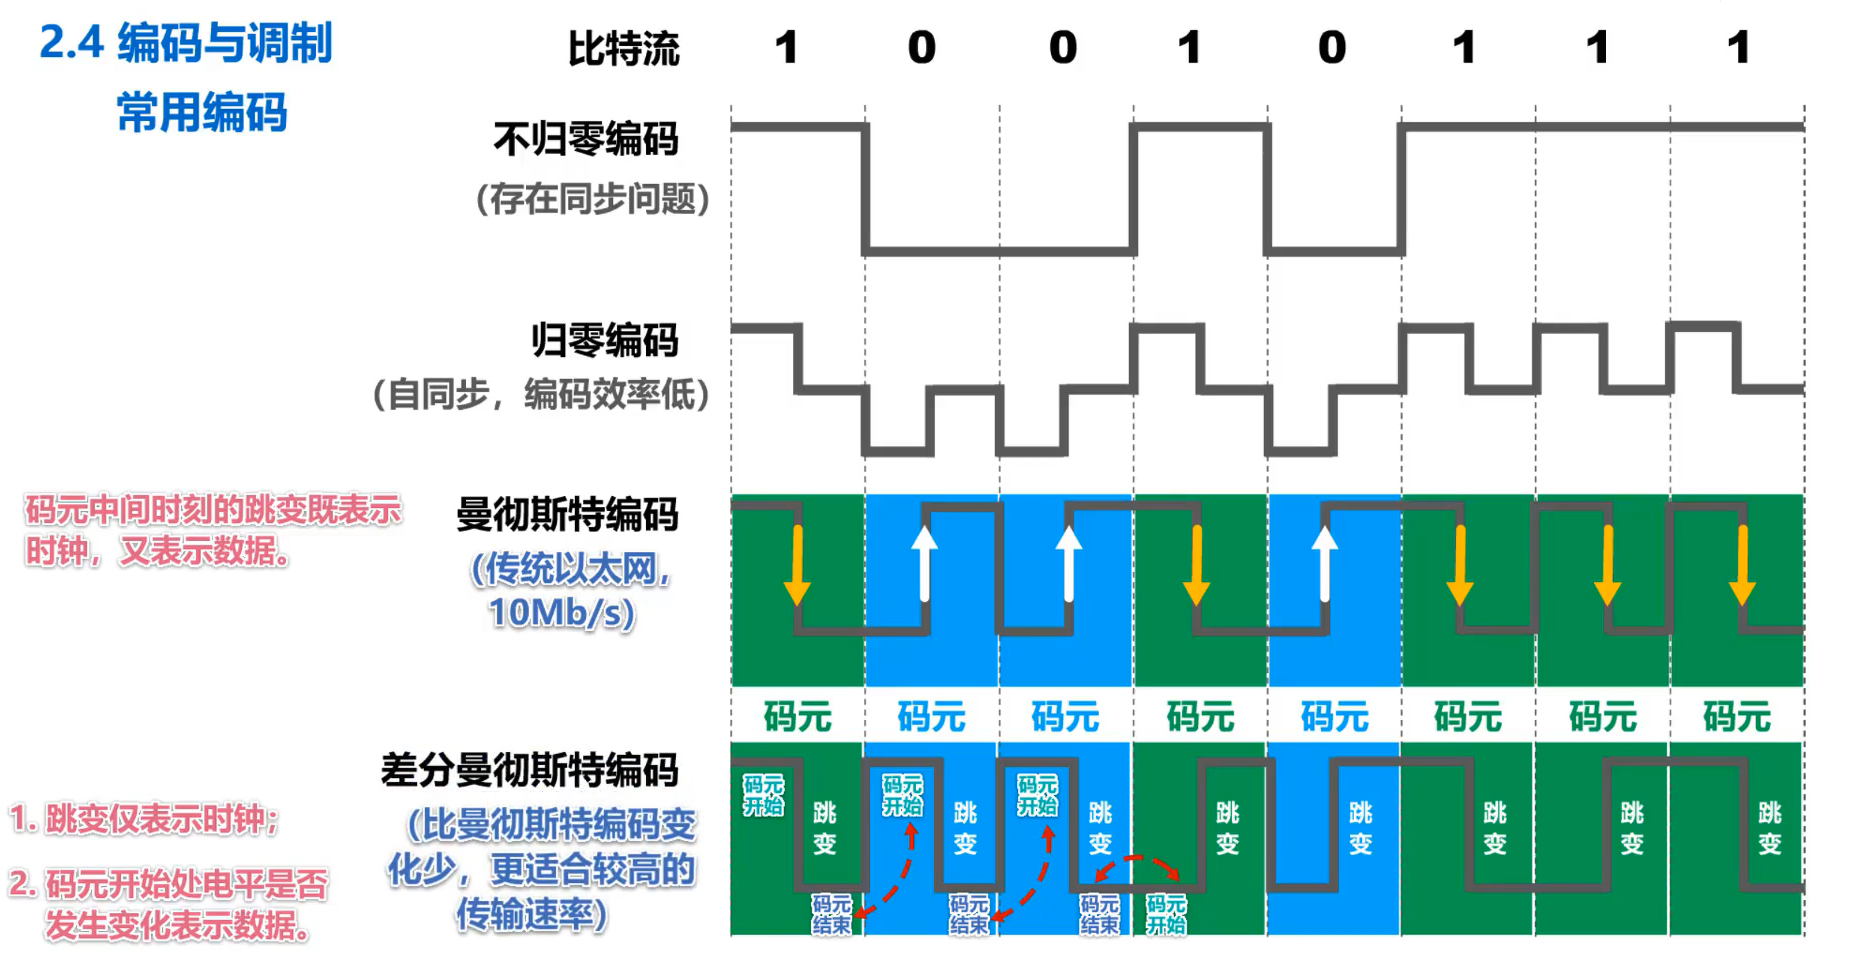 2.4 编码与调制
常用编码
比特流 1 0 0 1 0 1 1 1
不归零编码
（存在同步问题）
归零编码
（自同步，编码效率低）
码元中间时刻的跳变既表示
时钟，又表示数据。
曼彻斯特编码
（传统以太网，
10Mb/s）
码元 码元 码元 码元 码元 码元 码元 码元
差分曼彻斯特编码
（比曼彻斯特编码变
化少，更适合较高的
传输速率）
1. 跳变仅表示时钟；
2. 码元开始处电平是否
发生变化表示数据。
码元
开始
跳
变
码元
结束
码元
开始
跳
变
码元
结束
码元
开始
跳
变
码元
结束
码元
开始
跳
变
跳
变
跳
变
跳
变
跳
变